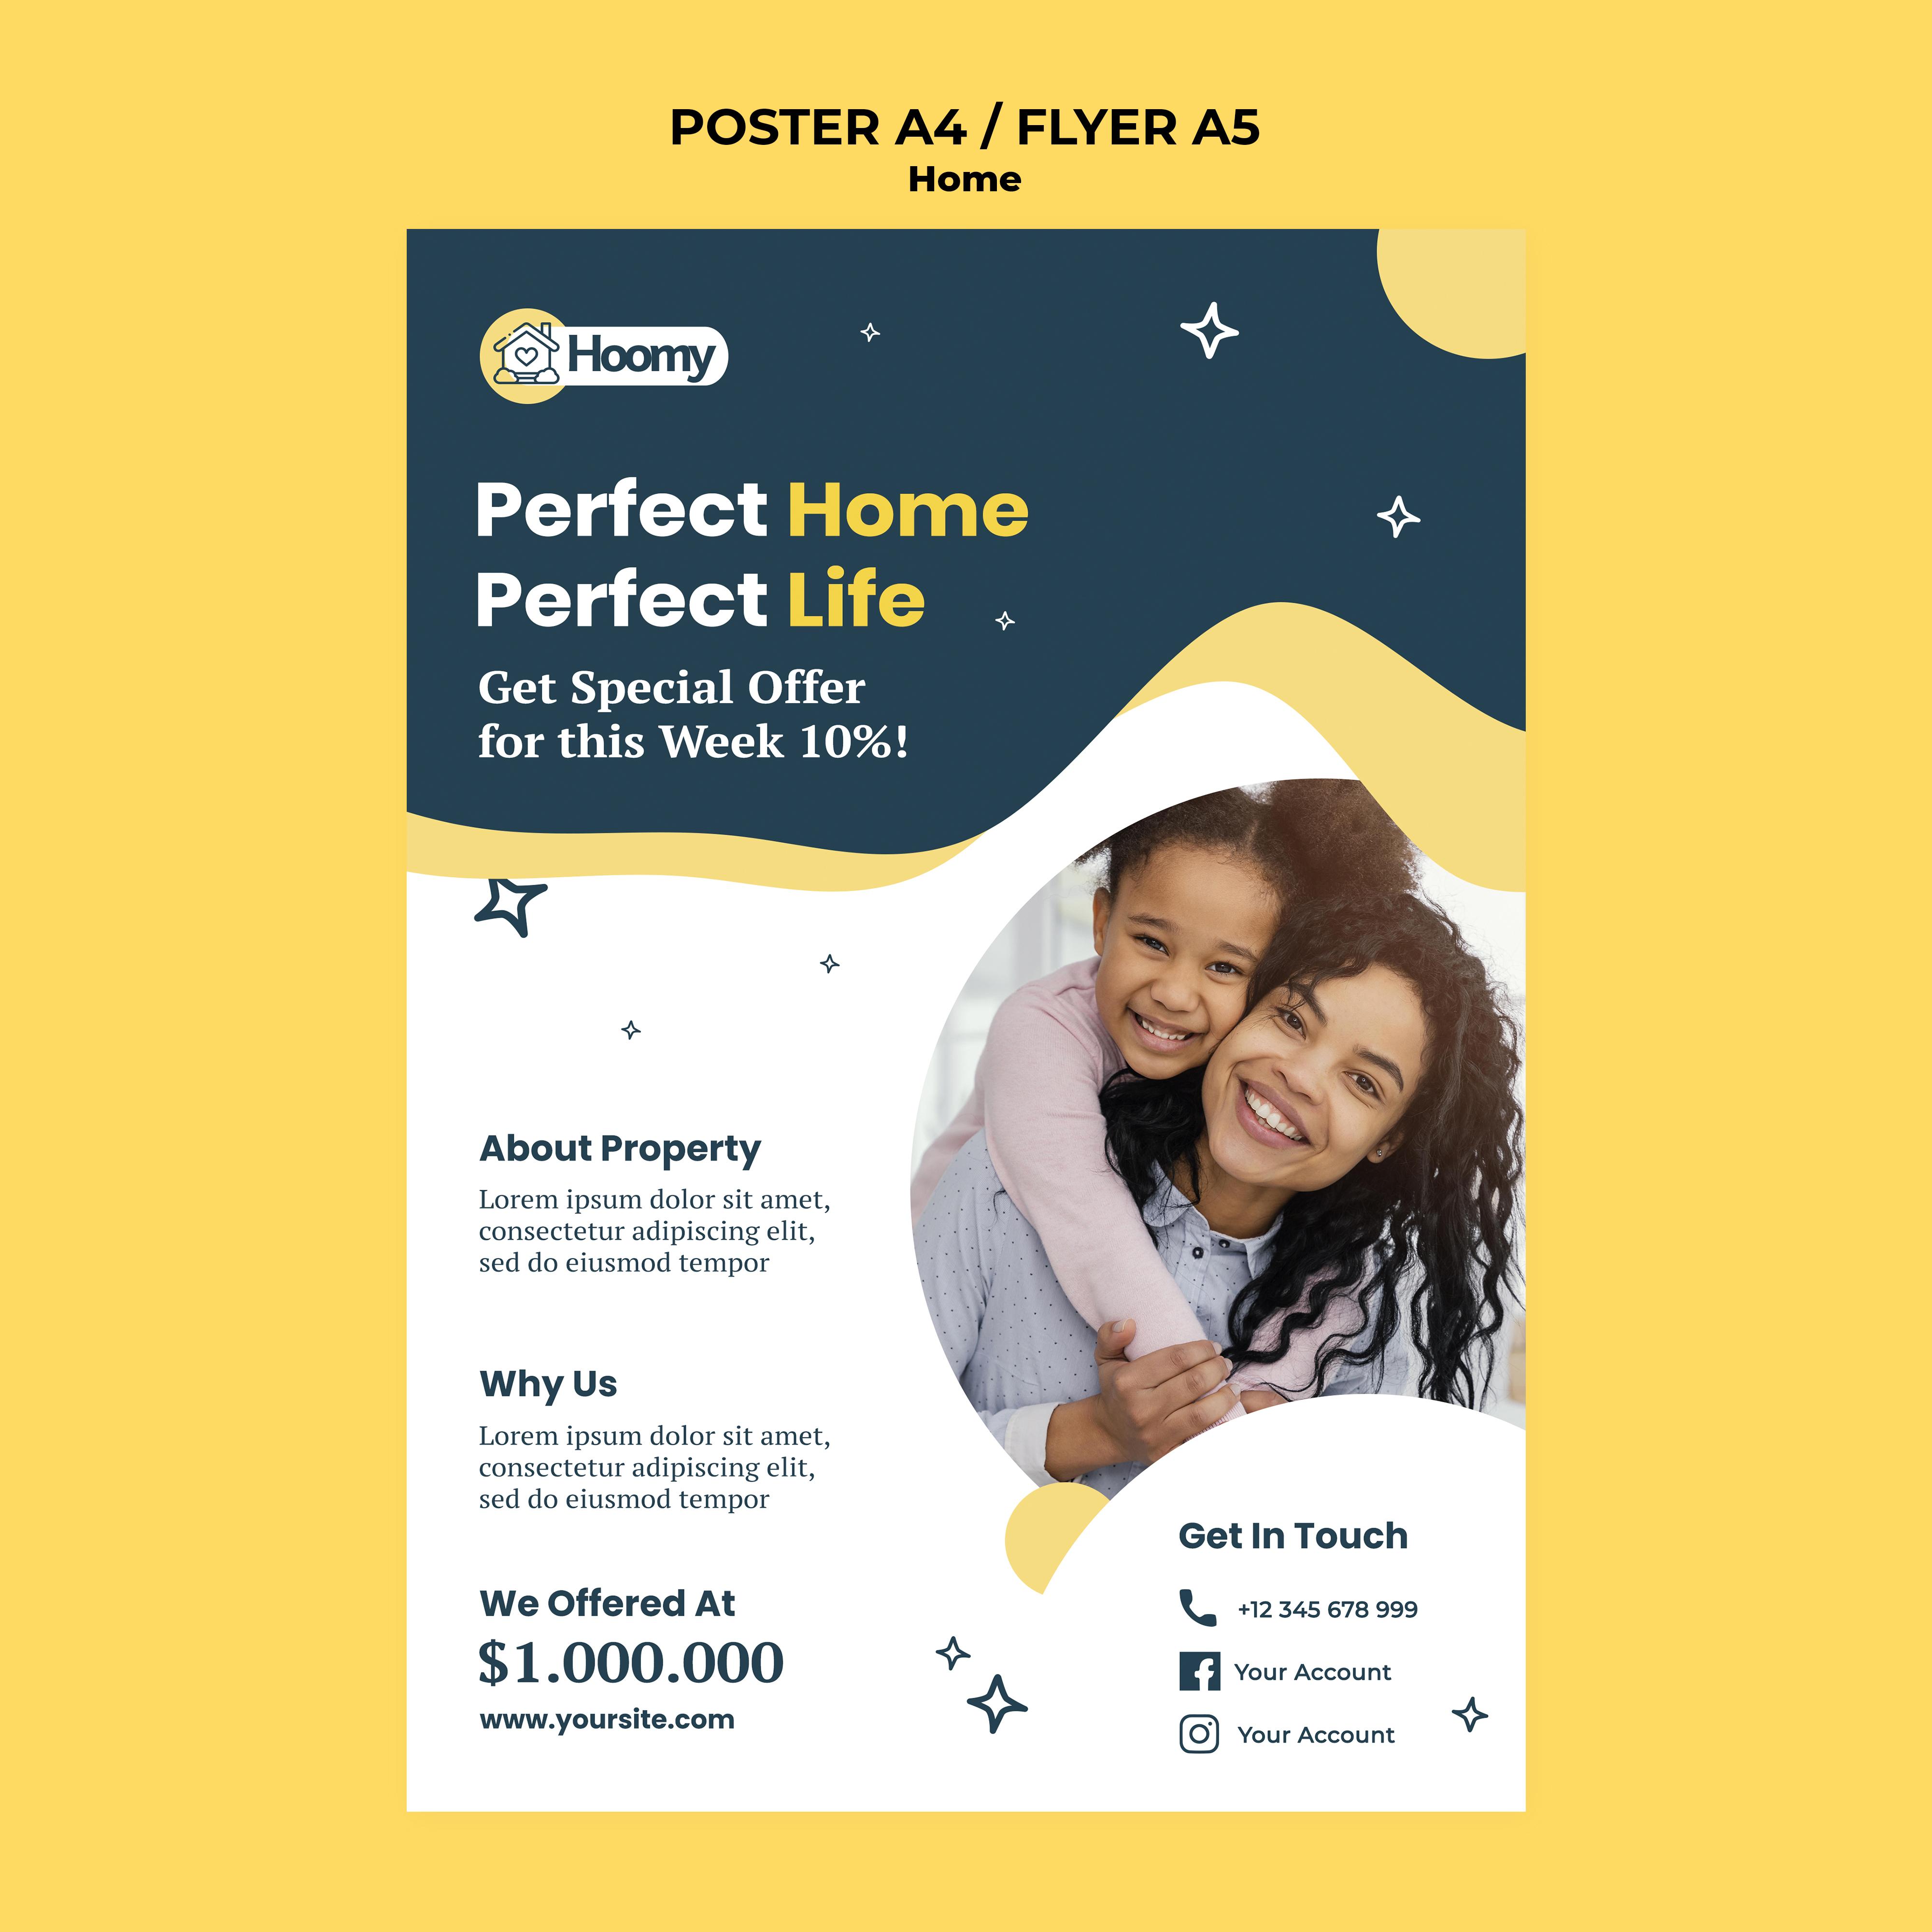 POSTER A4 / FLYER A5
Home
Hoomy
Perfect Home
Perfect Life
Get Special Offer
for this Week 10%!
About Property
Lorem ipsum dolor sit amet,
consectetur adipiscing elit,
sed do eiusmod tempor
Why Us
Lorem ipsum dolor sit amet,
consectetur adipiscing elit,
sed do eiusmod tempor
We Offered At
$1.000.000
www.yoursite.com
Get In Touch
+12 345 678 999
Your Account
Your Account